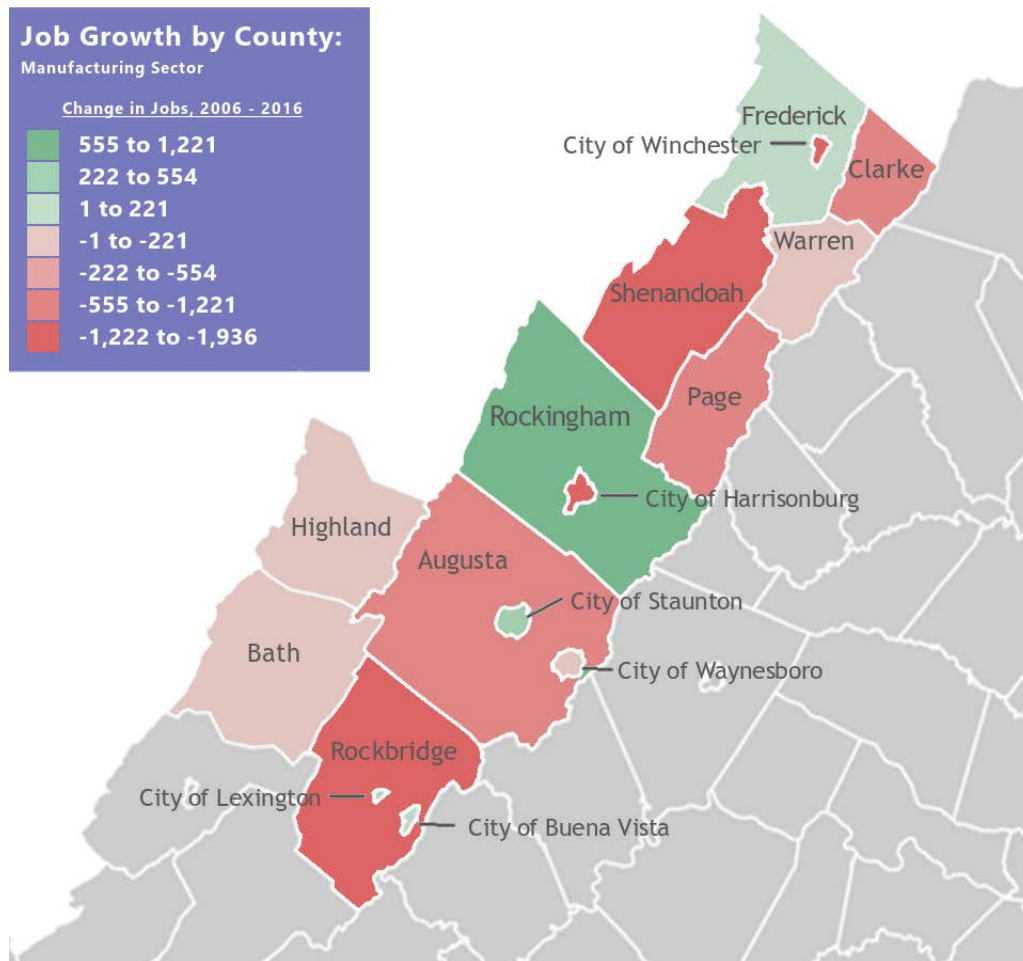 Job Growth by County:
Manufacturing Sector
Change in Jobs, 2006 - 2016
555 to 1,221
222 to 554
1 to 221
-1 to -221
-222 to -554
-555 to -1,221
-1,222 to -1,936
Frederick
City of Winchester
Clarke
Warren
Shenandoah
Page
Rockingham
City of Harrisonburg
Highland
Augusta
City of Staunton
Bath
City of Waynesboro
Rockbridge
City of Lexington
City of Buena Vista